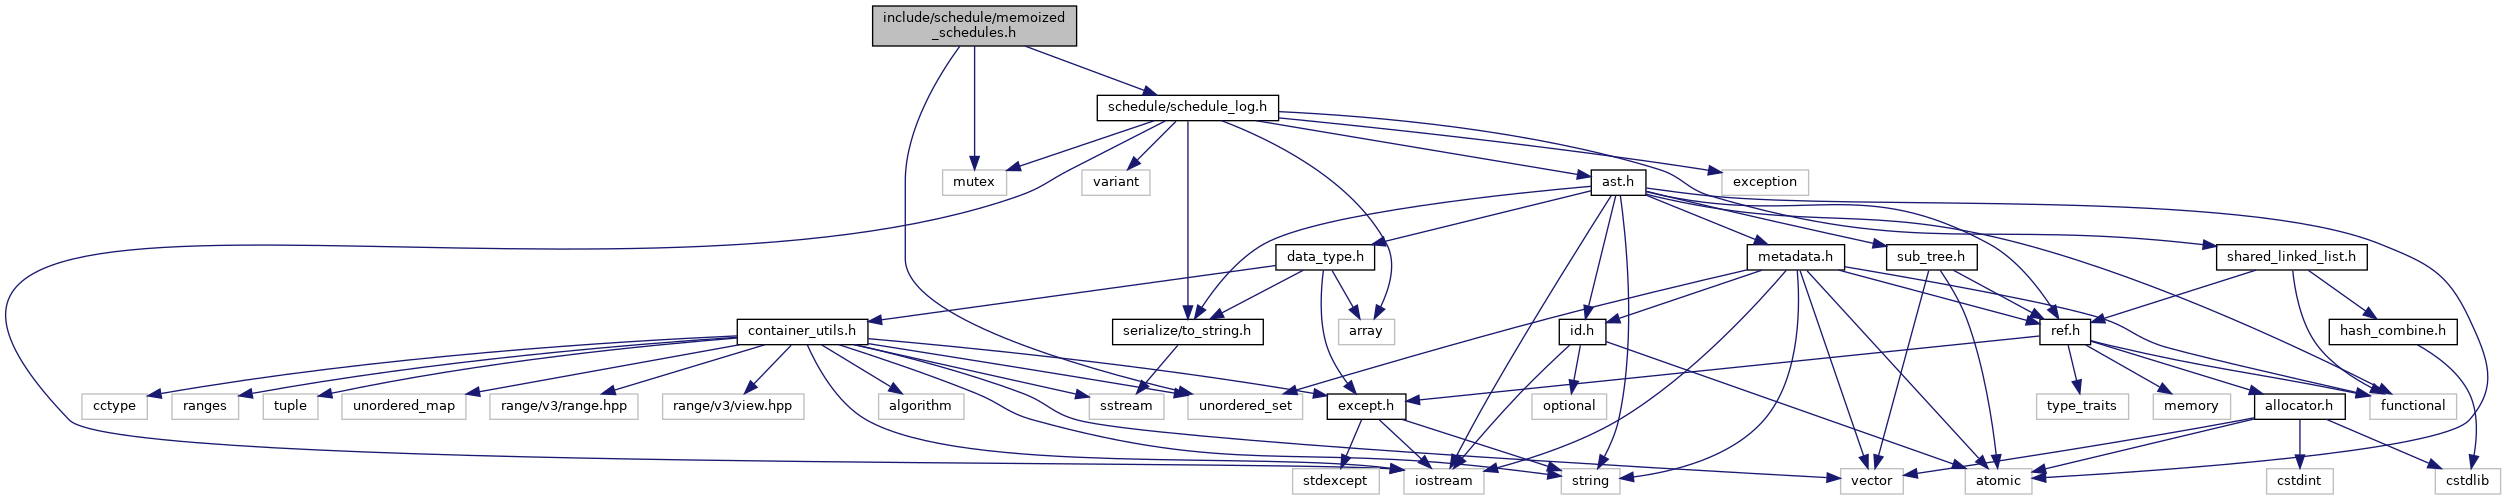 include/schedule/memoized
_schedules.h
schedule/schedule_log.h
mutex
variant
ast.h
exception
data_type.h
metadata.h
sub_tree.h
shared_linked_list.h
container_utils.h
serialize/to_string.h
array
id.h
ref.h
hash_combine.h
cctype
ranges
tuple
unordered_map
range/v3/range.hpp
range/v3/view.hpp
algorithm
sstream
unordered_set
except.h
optional
type_traits
memory
allocator.h
functional
stdexcept
iostream
string
vector
atomic
cstdint
cstdlib